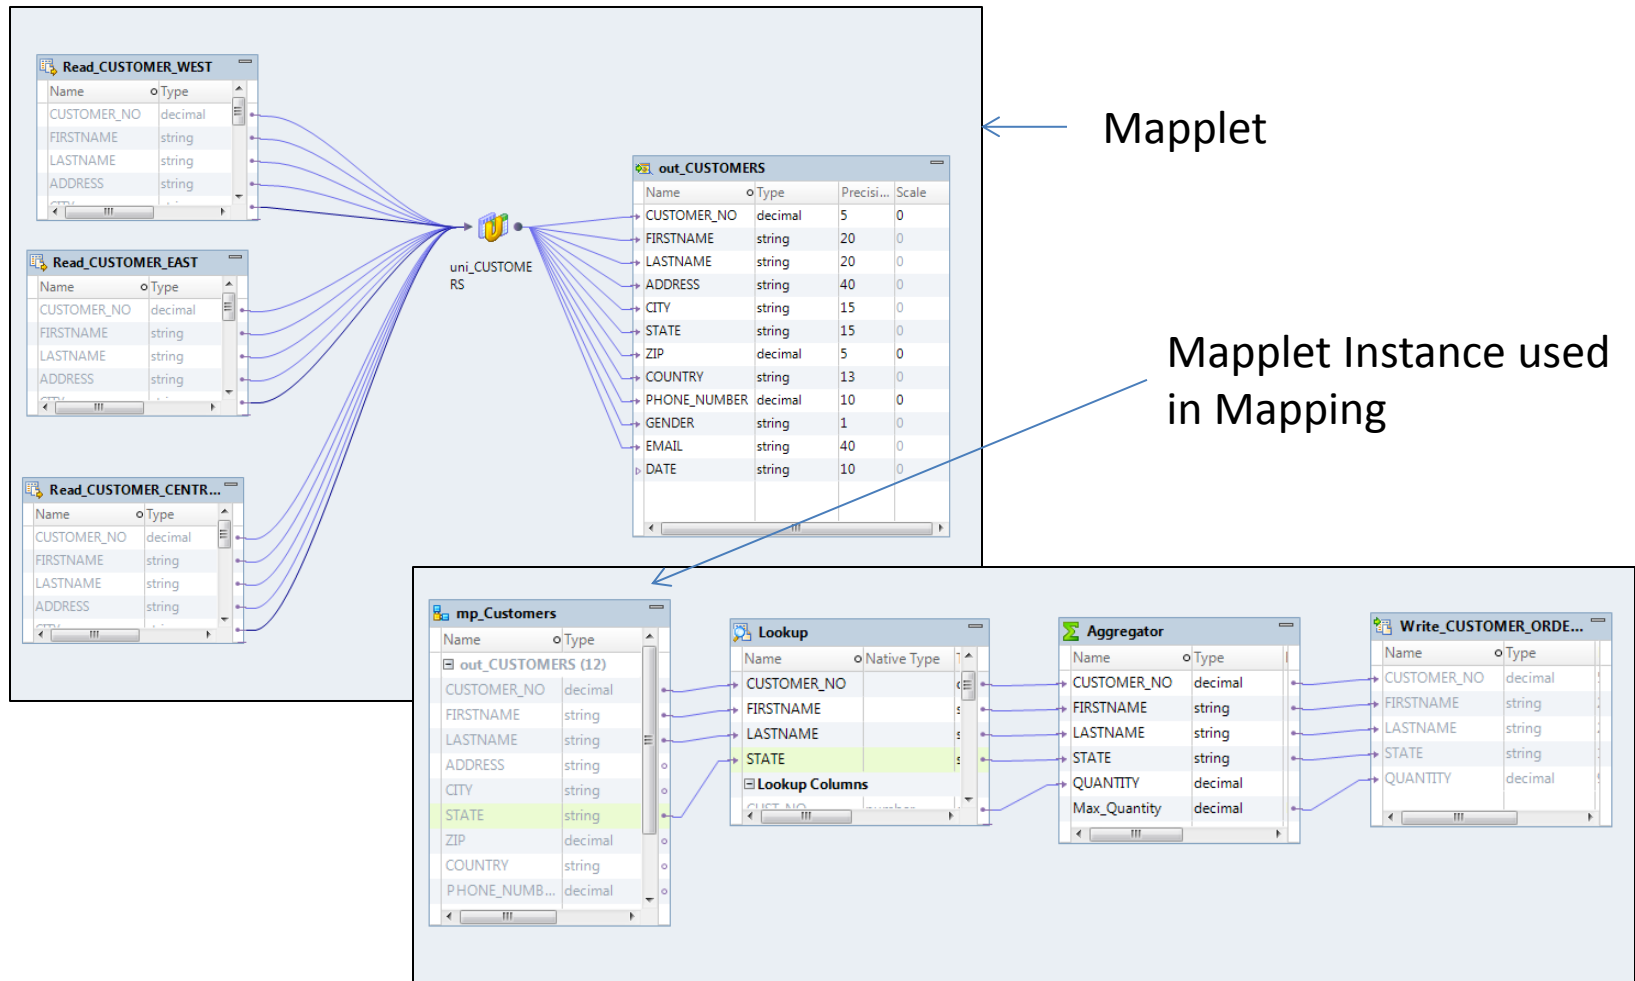 Read_CUSTOMER_WEST
Name Type
CUSTOMER_NO decimal
FIRSTNAME string
LASTNAME string
ADDRESS string
Read_CUSTOMER_EAST
Name Type
CUSTOMER_NO decimal
FIRSTNAME string
LASTNAME string
ADDRESS string
Read_CUSTOMER_CENTR...
Name Type
CUSTOMER_NO decimal
FIRSTNAME string
LASTNAME string
ADDRESS string
uni_CUSTOME
RS
out_CUSTOMERS
Name Type Precisi... Scale
CUSTOMER_NO decimal 5 0
FIRSTNAME string 20 0
LASTNAME string 20 0
ADDRESS string 40 0
CITY string 15 0
STATE string 15 0
ZIP decimal 5 0
COUNTRY string 13 0
PHONE_NUMBER decimal 10 0
GENDER string 1 0
EMAIL string 40 0
DATE string 10 0
Mapplet
Mapplet Instance used
in Mapping
mp_Customers
Name Type
out_CUSTOMERS (12)
CUSTOMER_NO decimal
FIRSTNAME string
LASTNAME string
ADDRESS string
CITY string
STATE string
ZIP decimal
COUNTRY string
PHONE_NUMB... decimal
Lookup
Name Native Type
CUSTOMER_NO
FIRSTNAME
LASTNAME
STATE
Lookup Columns
Aggregator
Name Type
CUSTOMER_NO decimal
FIRSTNAME string
LASTNAME string
STATE string
QUANTITY decimal
Max_Quantity decimal
Write_CUSTOMER_ORDE...
Name Type
CUSTOMER_NO decimal
FIRSTNAME string
LASTNAME string
STATE string
QUANTITY decimal